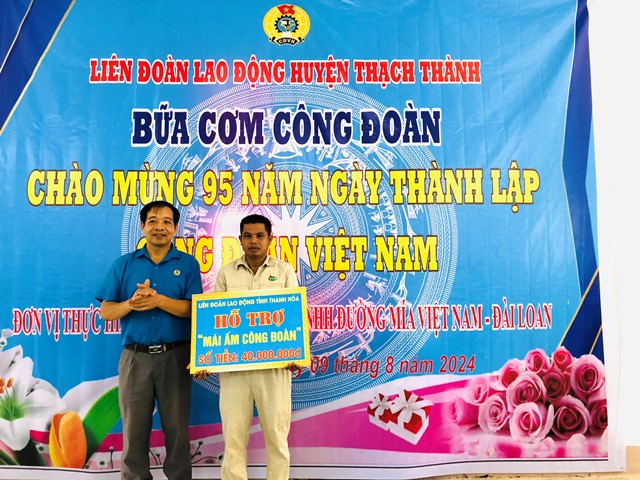 CĐVN
LIÊN ĐOÀN LAO ĐỘNG HUYỆN THẠCH THÀNH
BỮA CƠM CÔNG ĐOÀN
CHÀO MỪNG 95 NĂM NGÀY THÀNH LẬP
ĐOÀN VIỆT NAM
ĐƠN VỊ THỰC ĐƯỜNG MÍA VIỆT NAM - ĐÀI LOAN
09 tháng 8 năm 2024
LIÊN ĐOÀN LAO ĐỘNG TỈNH THANH HÓA
HỖ TRỢ
"MÁI ẤM CÔNG ĐOÀN"
SỐ TIỀN: 40.000.000đ